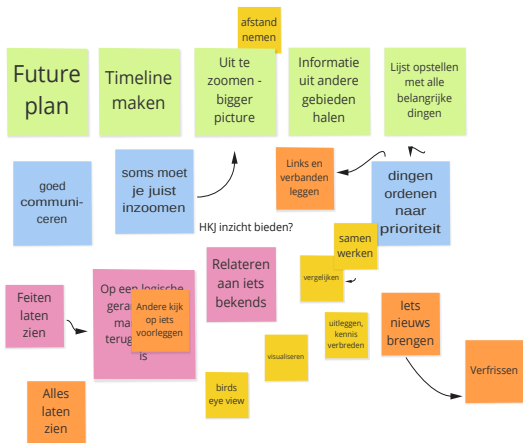 afstand
nemen
Future
plan
Timeline
maken
Uit te
zoomen -
bigger
picture
Informatie
uit andere
gebieden
halen
Lijst opstellen
met alle
belangrijke
dingen
goed
communi-
ceren
soms moet
je juist
inzoomen
Links en
verbanden
leggen
dingen
ordenen
naar
prioriteit
HKJ inzicht bieden?
samen
werken
Relateren
aan iets
bekends
vergelijken
Feiten
laten
zien
Op een logische
terug
is
Andere kijk
op iets
voorleggen
Iets
nieuws
brengen
uitleggen,
kennis
verbreden
visualiseren
birds
eye view
Verfrissen
Alles
laten
zien